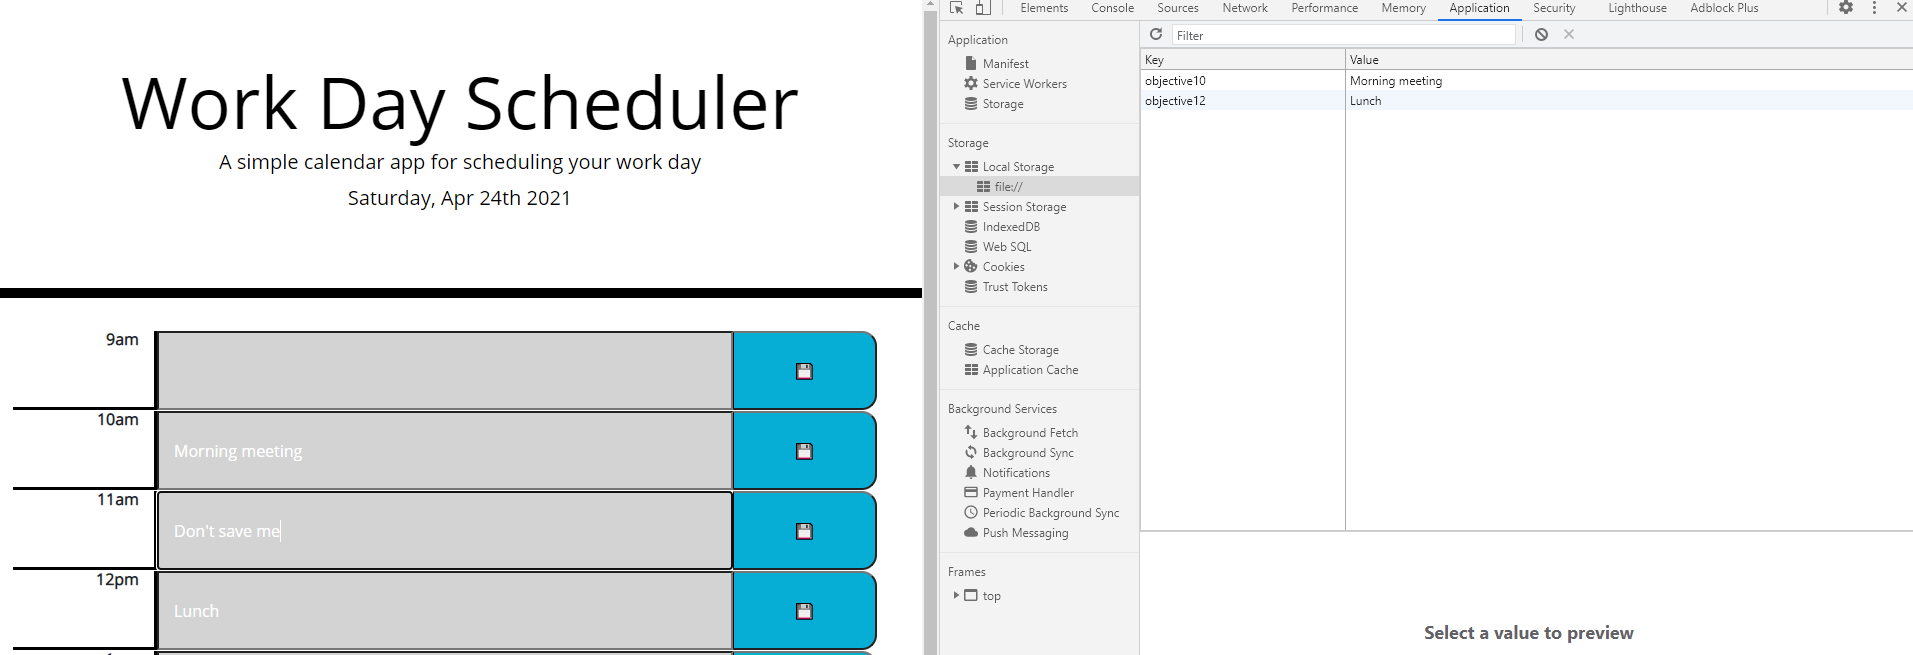 Work Day Scheduler
A simple calendar app for scheduling your work day
Saturday, Apr 24th 2021
9am
10am
Morning meeting
11am
Don't save me
12pm
Lunch
Elements Console Sources Network Performance Memory Application Security Lighthouse Adblock Plus
Application
Manifest
Service Workers
Storage
Storage
Local Storage
file://
Session Storage
IndexedDB
Web SQL
Cookies
Trust Tokens
Cache
Cache Storage
Application Cache
Background Services
Background Fetch
Background Sync
Notifications
Payment Handler
Periodic Background Sync
Push Messaging
Frames
top
Filter
Key Value
objective10 Morning meeting
objective12 Lunch
Select a value to preview